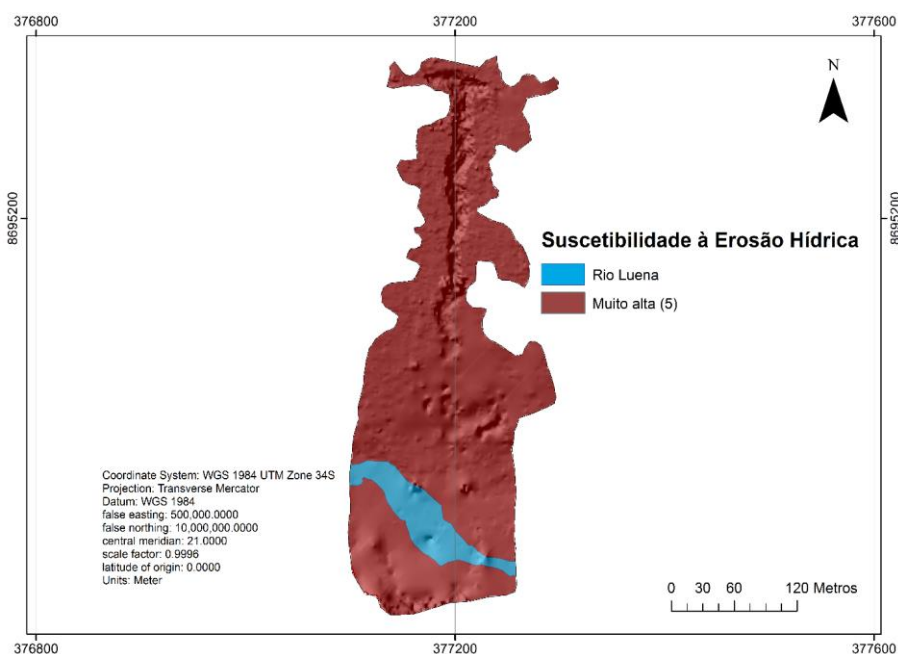 376800
377200
377600
N
8695200
8695200
Suscetibilidade à Erosão Hídrica
Rio Luena
Muito alta (5)
Coordinate System: WGS 1984 UTM Zone 34S
Projection: Transverse Mercator
Datum: WGS 1984
false easting: 500,000.0000
false northing: 10,000,000.0000
central meridian: 21.0000
scale factor: 0.9996
latitude of origin: 0.0000
Units: Meter
0 30 60 120 Metros
376800
377200
377600